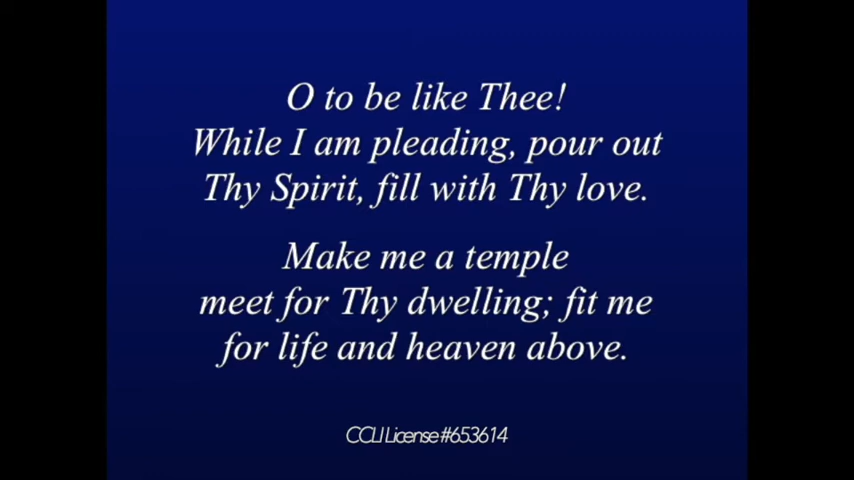 O to be like Thee!
While I am pleading, pour out
Thy Spirit, fill with Thy love.
Make me a temple
meet for Thy dwelling; fit me
for life and heaven above.
CCLI License #653614